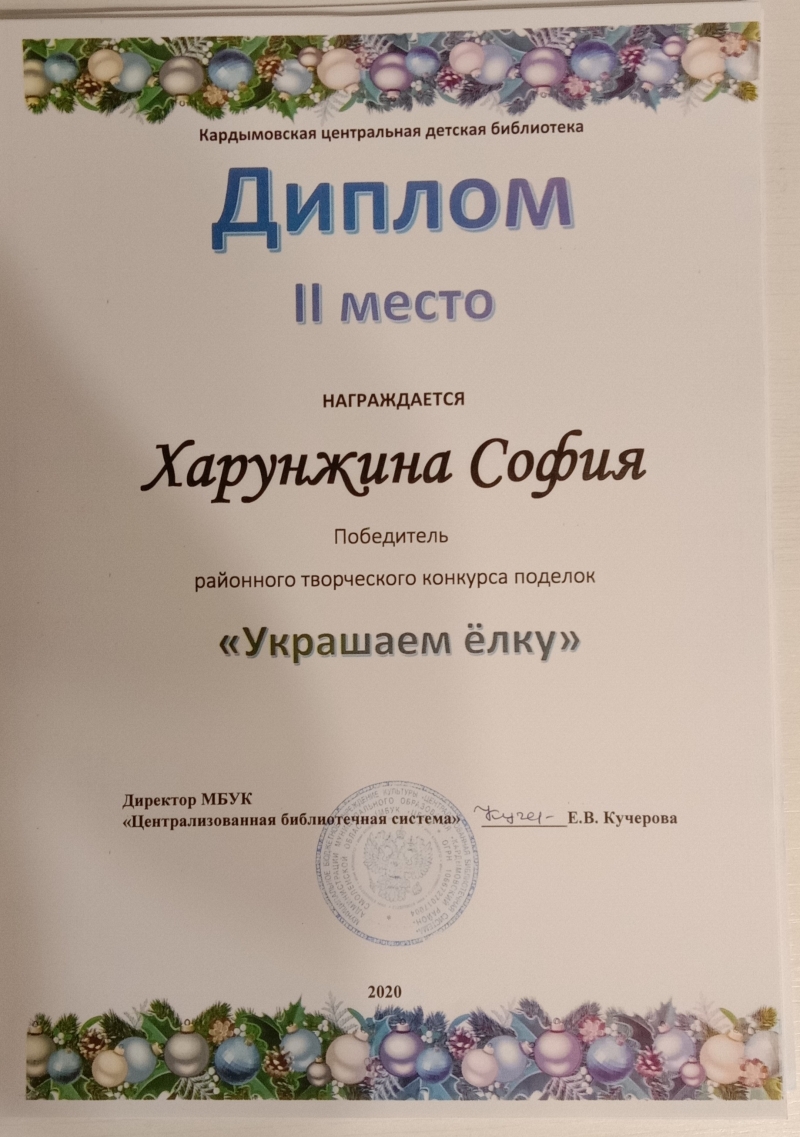 Кардымовская центральная детская библиотека
Диплом
II место
НАГРАЖДАЕТСЯ
Харунжина София
Победитель
районного творческого конкурса поделок
«Украшаем ёлку»
Директор МБУК
«Централизованная библиотечная система» Е.В. Кучерова
2020